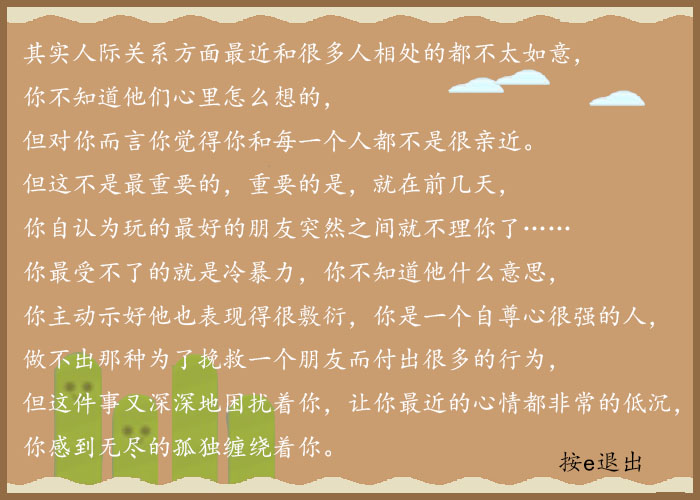 其实人际关系方面最近和很多人相处的都不太如意，
你不知道他们心里怎么想的，
但对你而言你觉得你和每一个人都不是很亲近。
但这不是最重要的，重要的是，就在前几天，
你自认为玩的最好的朋友突然之间就不理你了……
你最受不了的就是冷暴力，你不知道他什么意思，
你主动示好他也表现得很敷衍，你是一个自尊心很强的人，
做不出那种为了挽救一个朋友而付出很多的行为，
但这件事又深深地困扰着你，让你最近的心情都非常的低沉，
你感到无尽的孤独缠绕着你。
按e退出